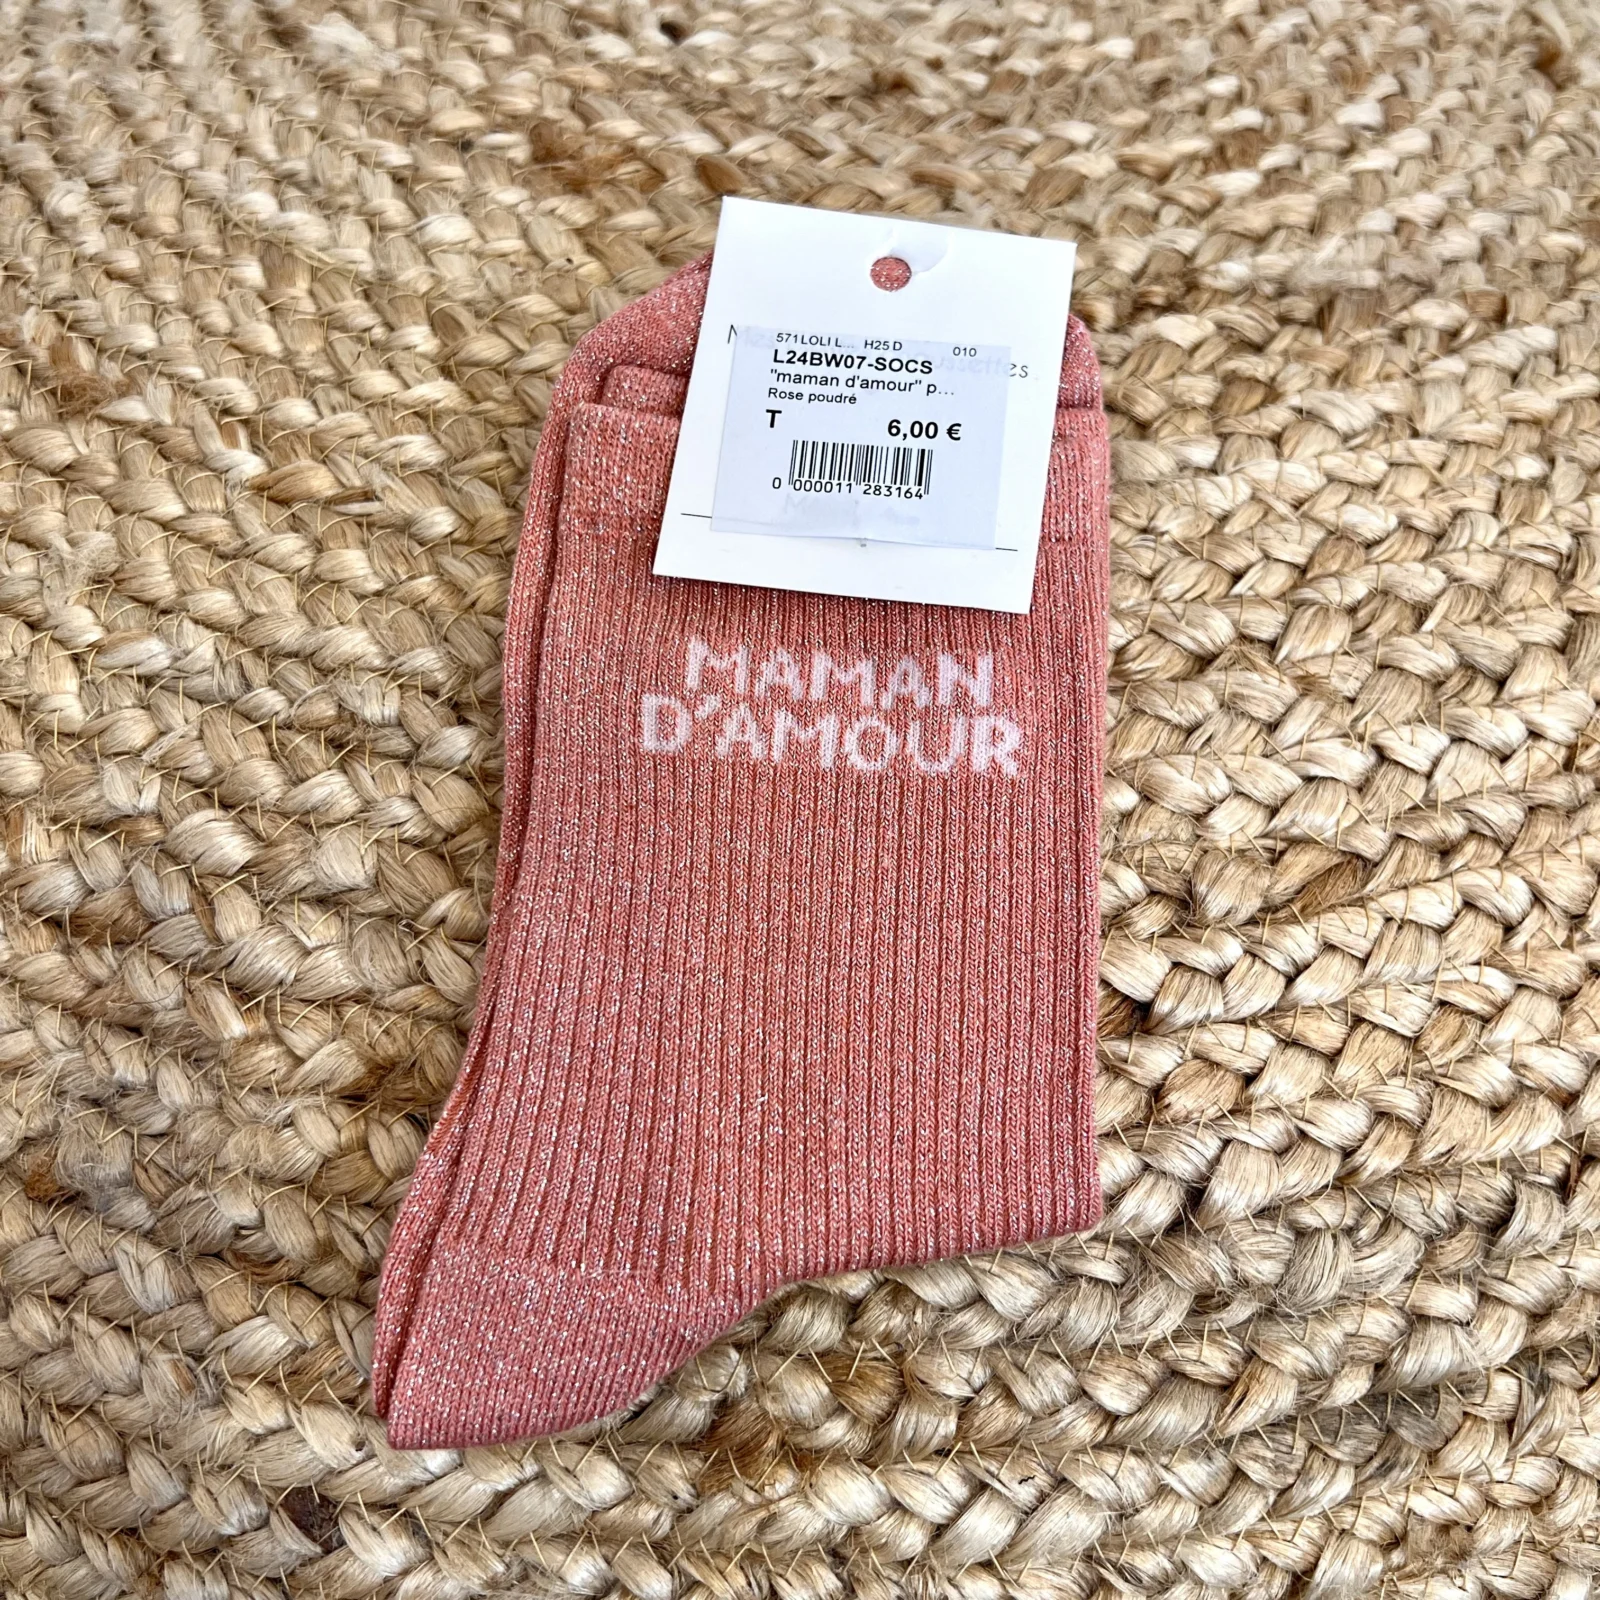 571LOLI L... H25 D 010
L24BW07-SOCS
"maman d'amour" p...
Rose poudré
T 6,00 €
0 000011 283164
MAMAN
D'AMOUR